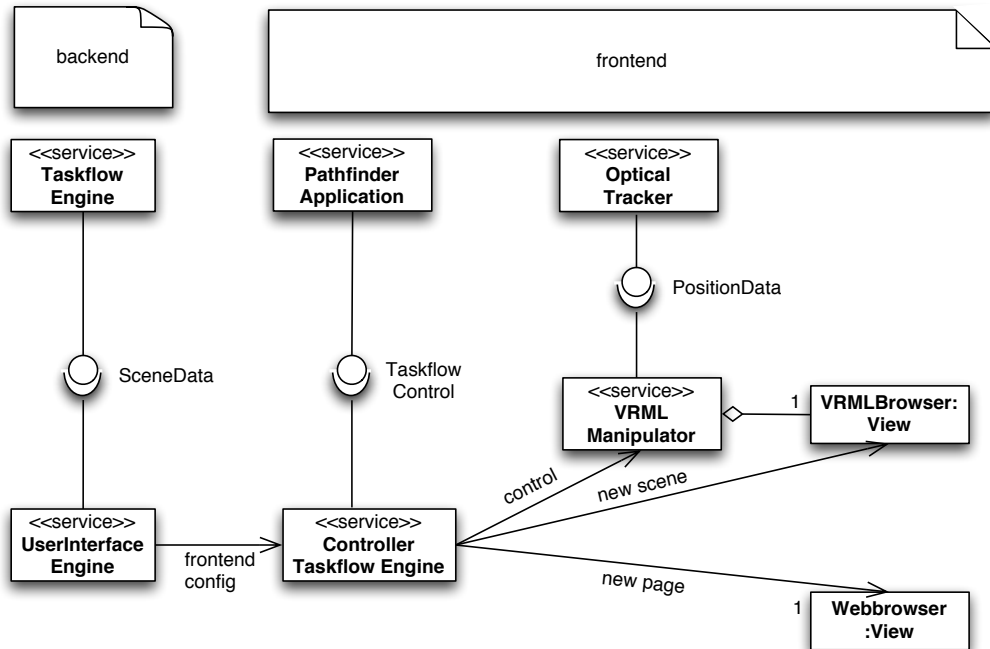 backend
frontend
<<service>>
Taskflow
Engine
<<service>>
Pathfinder
Application
<<service>>
Optical
Tracker
PositionData
SceneData
Taskflow
Control
<<service>>
VRML
Manipulator
1
VRMLBrowser:
View
control
new scene
<<service>>
UserInterface
Engine
frontend
config
<<service>>
Controller
Taskflow Engine
new page
1
Webbrowser
:View